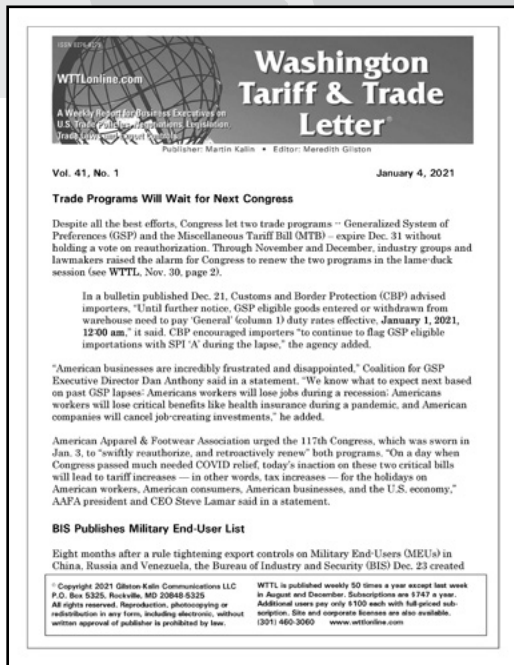 ISSN 0276-8275
WTTLonline.com
A Weekly Report for Business Executives on
U.S. Trade Policies, Negotiations, Legislation,
Trade Laws and Export Controls
Washington
Tariff & Trade
Letter®
Publisher: Martin Kalin • Editor: Meredith Gilston
Vol. 41, No. 1
January 4, 2021
Trade Programs Will Wait for Next Congress
Despite all the best efforts, Congress let two trade programs -- Generalized System of
Preferences (GSP) and the Miscellaneous Tariff Bill (MTB) – expire Dec. 31 without
holding a vote on reauthorization. Through November and December, industry groups and
lawmakers raised the alarm for Congress to renew the two programs in the lame-duck
session (see WTTL, Nov. 30, page 2).
In a bulletin published Dec. 21, Customs and Border Protection (CBP) advised
importers, “Until further notice, GSP eligible goods entered or withdrawn from
warehouse need to pay ‘General’ (column 1) duty rates effective, January 1, 2021,
12:00 am,” it said. CBP encouraged importers “to continue to flag GSP eligible
importations with SPI ‘A’ during the lapse,” the agency added.
“American businesses are incredibly frustrated and disappointed,” Coalition for GSP
Executive Director Dan Anthony said in a statement. “We know what to expect next based
on past GSP lapses: Americans workers will lose jobs during a recession; Americans
workers will lose critical benefits like health insurance during a pandemic, and American
companies will cancel job-creating investments,” he added.
American Apparel & Footwear Association urged the 117th Congress, which was sworn in
Jan. 3, to “swiftly reauthorize, and retroactively renew” both programs. “On a day when
Congress passed much needed COVID relief, today’s inaction on these two critical bills
will lead to tariff increases — in other words, tax increases — for the holidays on
American workers, American consumers, American businesses, and the U.S. economy,”
AAFA president and CEO Steve Lamar said in a statement.
BIS Publishes Military End-User List
Eight months after a rule tightening export controls on Military End-Users (MEUs) in
China, Russia and Venezuela, the Bureau of Industry and Security (BIS) Dec. 23 created
© Copyright 2021 Gilston Kalin Communications LLC
P.O. Box 5325, Rockville, MD 20848-5325
All rights reserved. Reproduction, photocopying or
redistribution in any form, including electronic, without
written approval of publisher is prohibited by law.
WTTL is published weekly 50 times a year except last week
in August and December. Subscriptions are $747 a year.
Additional users pay only $100 each with full-priced sub-
scription. Site and corporate licenses are also available.
(301) 460-3060 www.wttlonline.com